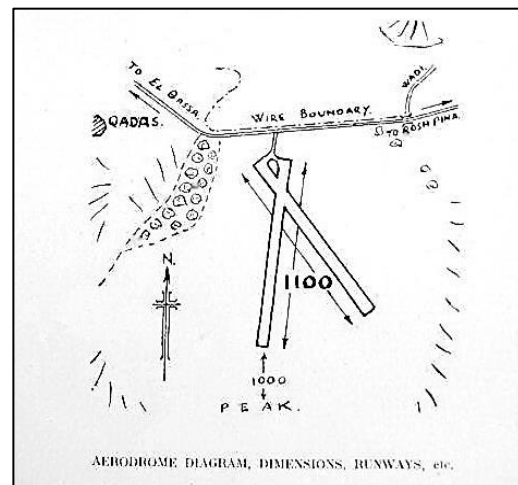 TO EL BASSA.
WIRE BOUNDARY.
WADI.
QADAS.
TO ROSH PINA.
N.
1100
1000
PEAK.
AERODROME DIAGRAM, DIMENSIONS, RUNWAYS, etc.